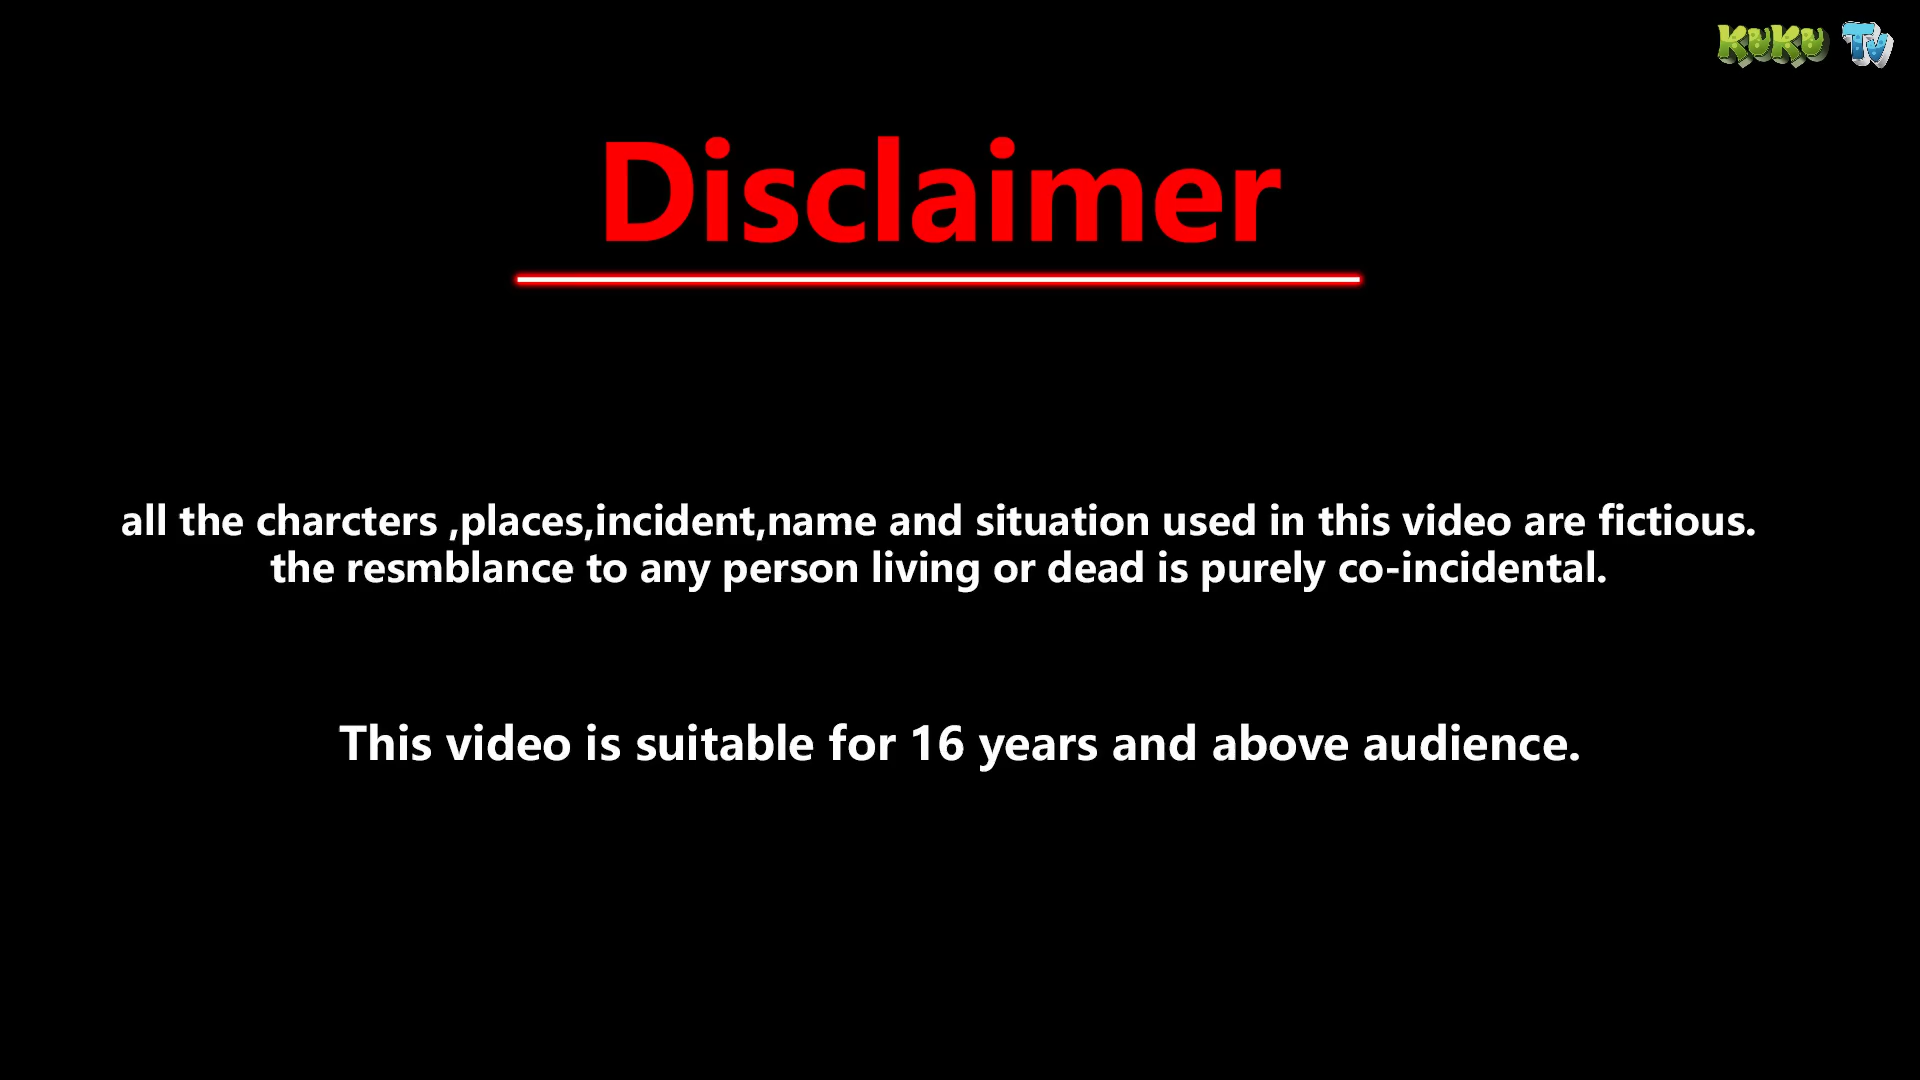 KUKU TV
Disclaimer
all the charcters ,places,incident,name and situation used in this video are fictious.
the resmblance to any person living or dead is purely co-incidental.
This video is suitable for 16 years and above audience.